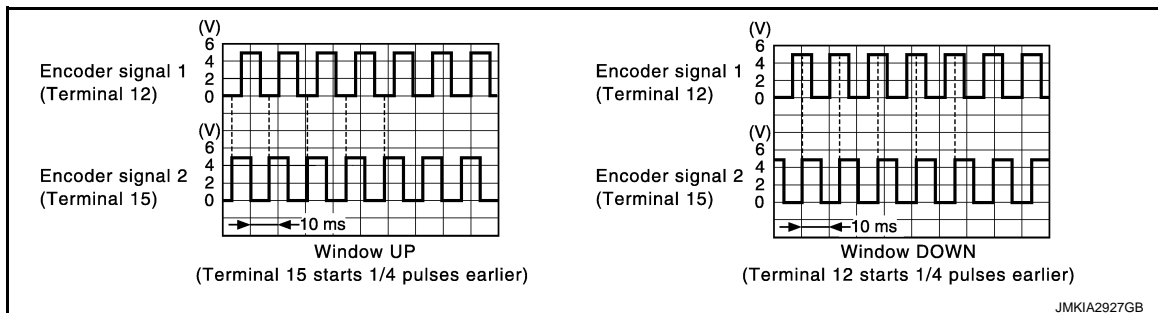 (V)
6
4
2
0
Encoder signal 1
(Terminal 12)
(V)
6
4
2
0
Encoder signal 2
(Terminal 15)
10 ms
Window UP
(Terminal 15 starts 1/4 pulses earlier)
(V)
6
4
2
0
Encoder signal 1
(Terminal 12)
(V)
6
4
2
0
Encoder signal 2
(Terminal 15)
10 ms
Window DOWN
(Terminal 12 starts 1/4 pulses earlier)
JMKIA2927GB